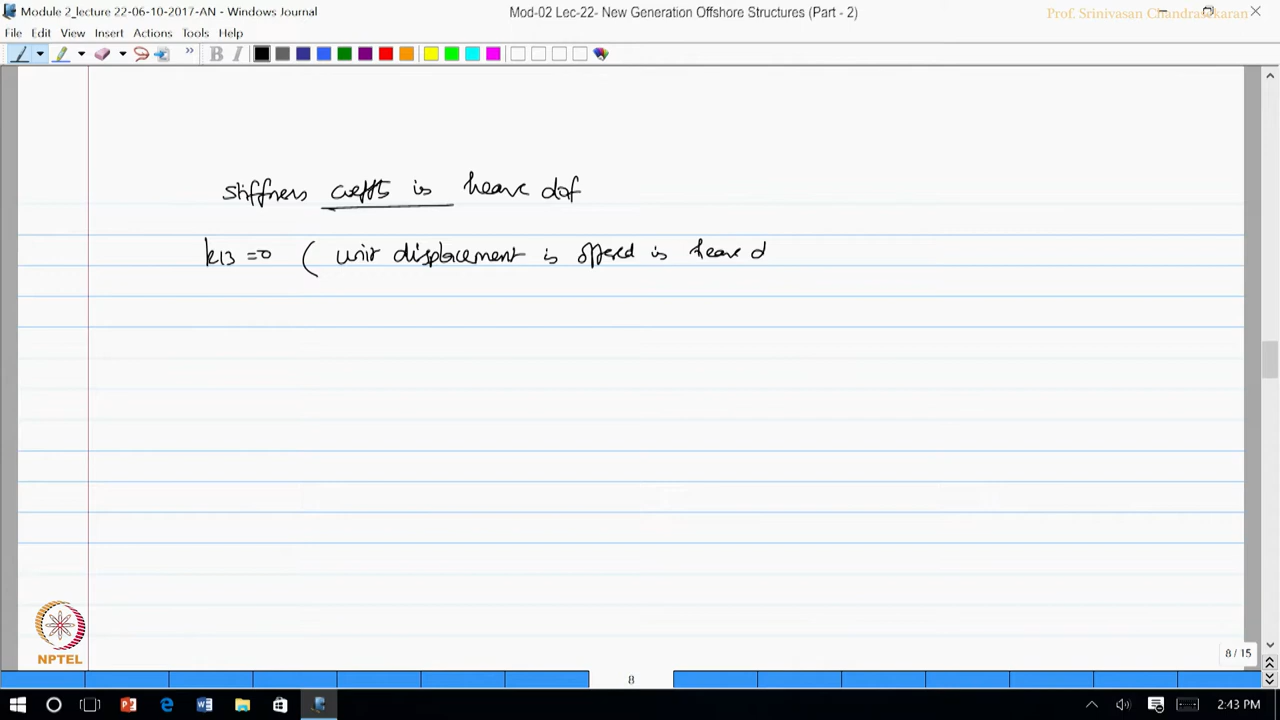 Module 2_lecture 22-06-10-2017-AN - Windows Journal
Mod-02 Lec-22- New Generation Offshore Structures (Part - 2)
Prof. Srinivasan Chandrasekaran
File Edit View Insert Actions Tools Help
B I
stiffness coeffts is heave dof
k13 =0 ( unit displacement is offered is heave d
NPTEL
8 / 15
8
2:43 PM